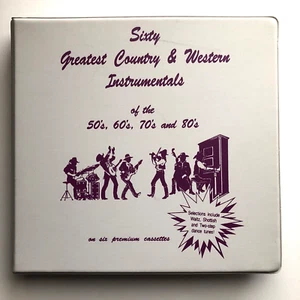 Sixty
Greatest Country & Western
Instrumentals
of the
50's, 60's, 70's and 80's
Selections include
Waltz, Shottish
and Two-step
dance tunes!
on six premium cassettes